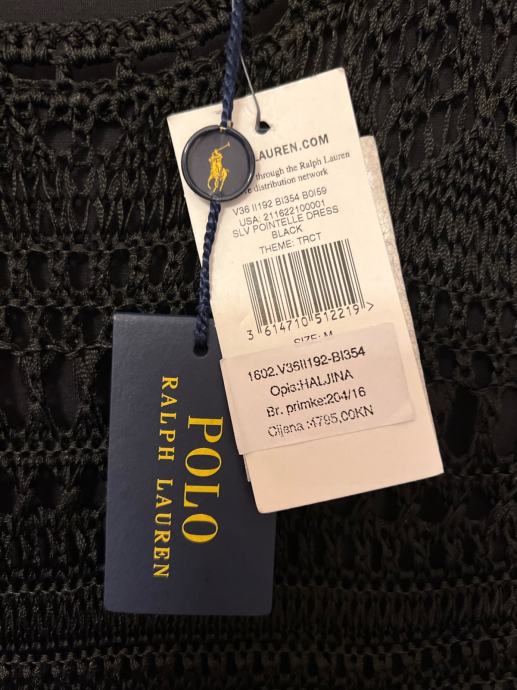 LAUREN.COM
through the Ralph Lauren
distribution network
V36 II192 BI354 B0I59
USA: 211622100001
SLV POINTELLE DRESS
BLACK
THEME: TRCT
3 614710 512219 >
SIZE: M
1602.V36II192-BI354
Opis:HALJINA
Br. primke:204/16
Cijena :4795,00KN
POLO
RALPH LAUREN